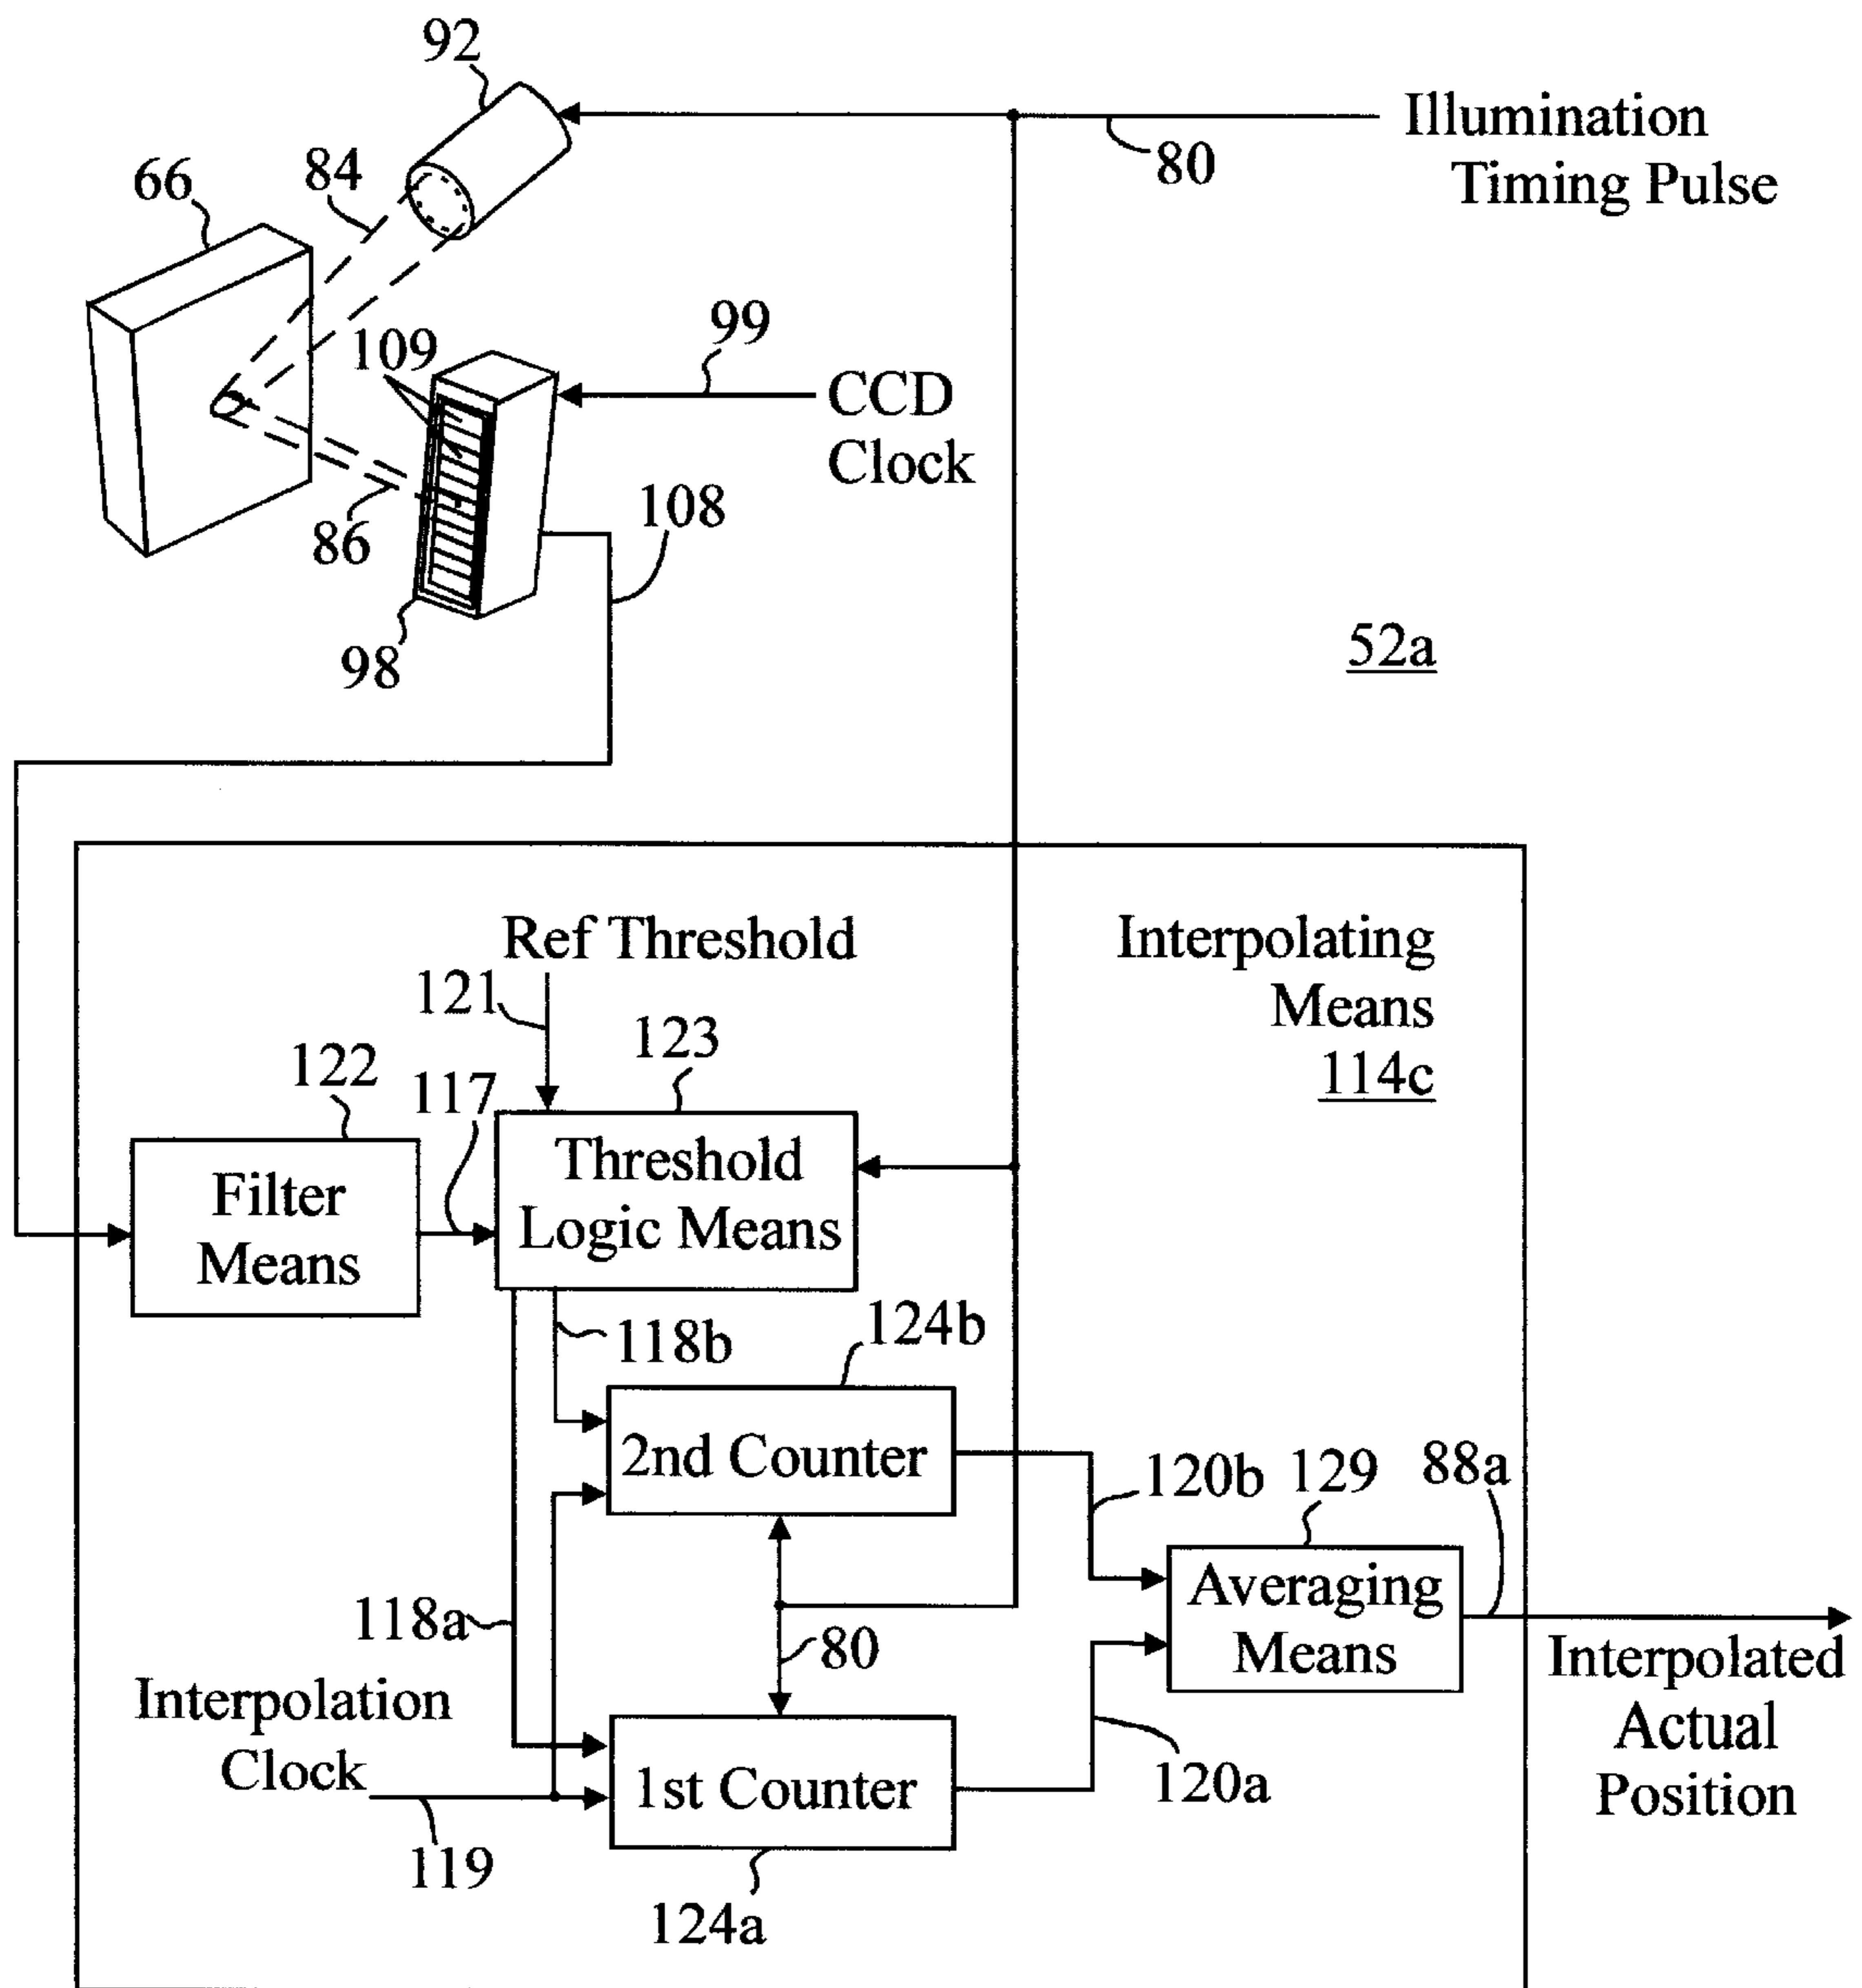 92
Illumination
Timing Pulse
80
84
66
109
99
CCD
Clock
108
86
98
52a
Ref Threshold
Interpolating
Means
114c
121
123
122
117
Threshold
Logic Means
Filter
Means
118b
124b
2nd Counter
120b
129
88a
Averaging
Means
118a
80
Interpolated
Actual
Position
Interpolation
Clock
1st Counter
120a
119
124a